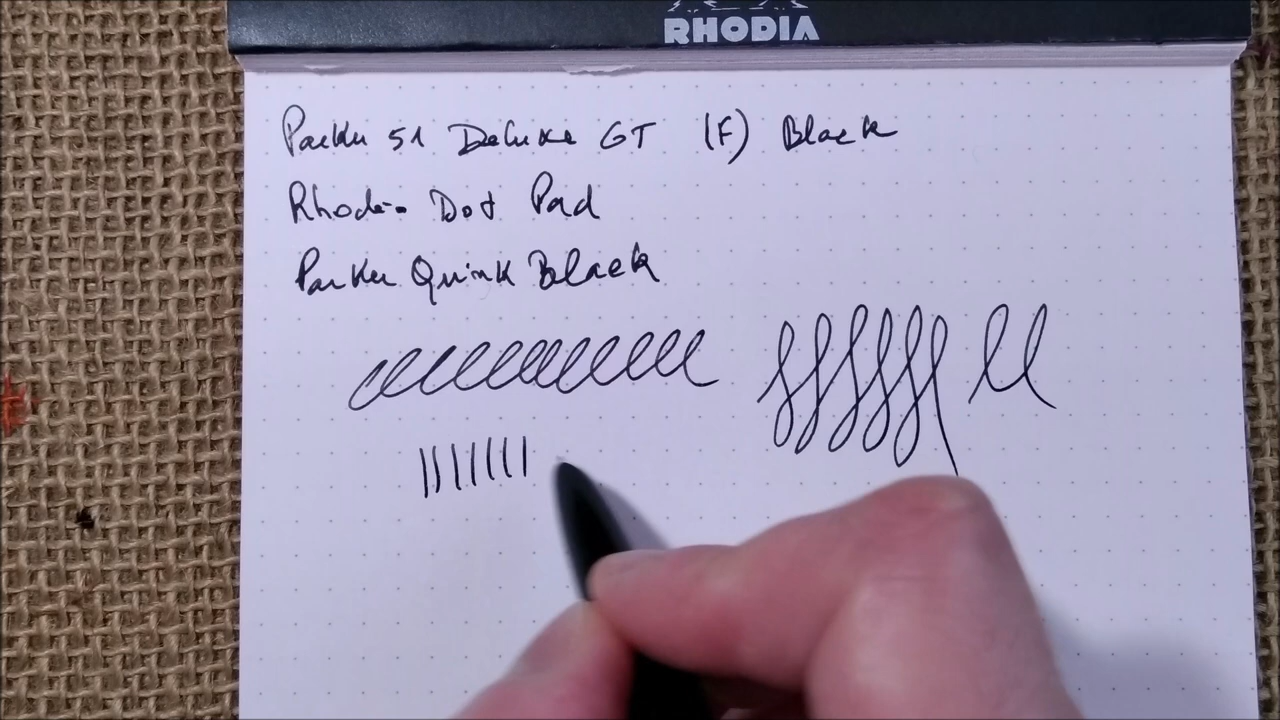 RHODIA
Parker 51 Deluxe GT (F) Black
Rhodia Dot Pad
Parker Quink Black